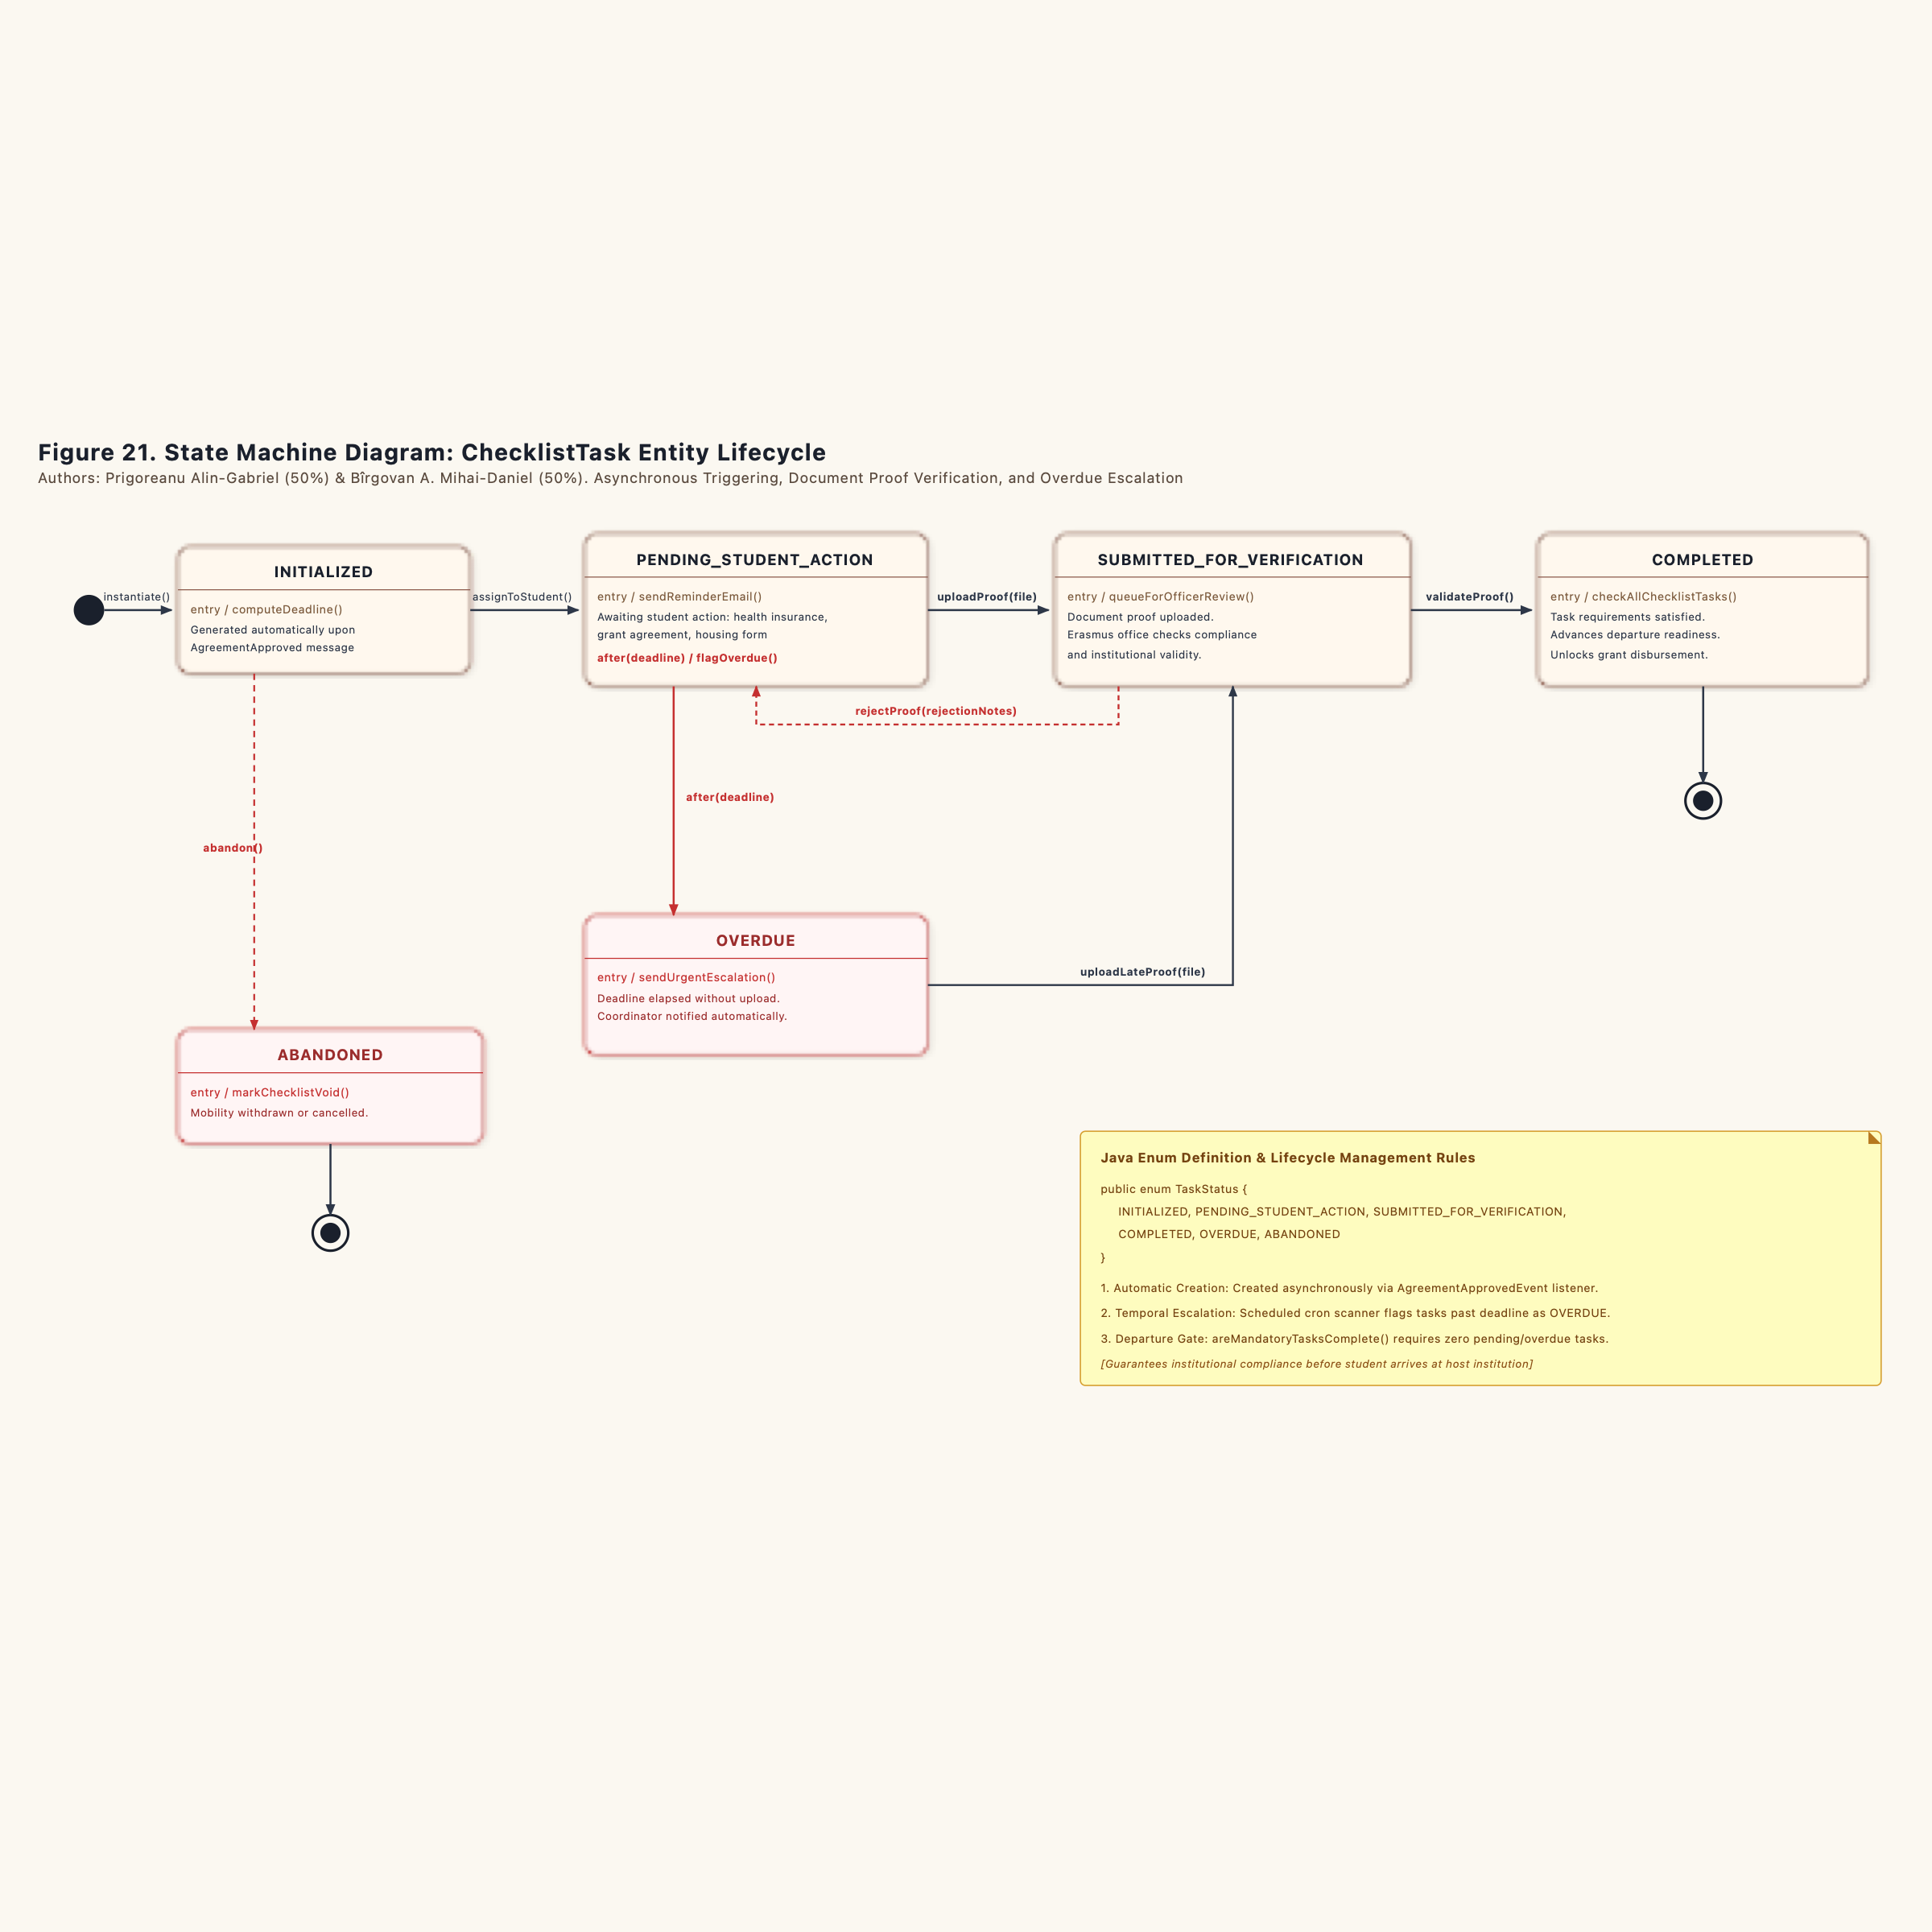 Figure 21. State Machine Diagram: ChecklistTask Entity Lifecycle
Authors: Prigoreanu Alin-Gabriel (50%) & Bîrgovan A. Mihai-Daniel (50%). Asynchronous Triggering, Document Proof Verification, and Overdue Escalation
instantiate()
INITIALIZED
entry / computeDeadline()
Generated automatically upon
AgreementApproved message
assignToStudent()
PENDING_STUDENT_ACTION
entry / sendReminderEmail()
Awaiting student action: health insurance,
grant agreement, housing form
after(deadline) / flagOverdue()
uploadProof(file)
SUBMITTED_FOR_VERIFICATION
entry / queueForOfficerReview()
Document proof uploaded.
Erasmus office checks compliance
and institutional validity.
validateProof()
COMPLETED
entry / checkAllChecklistTasks()
Task requirements satisfied.
Advances departure readiness.
Unlocks grant disbursement.
rejectProof(rejectionNotes)
after(deadline)
abandon()
OVERDUE
entry / sendUrgentEscalation()
Deadline elapsed without upload.
Coordinator notified automatically.
uploadLateProof(file)
ABANDONED
entry / markChecklistVoid()
Mobility withdrawn or cancelled.
Java Enum Definition & Lifecycle Management Rules
public enum TaskStatus {
INITIALIZED, PENDING_STUDENT_ACTION, SUBMITTED_FOR_VERIFICATION,
COMPLETED, OVERDUE, ABANDONED
}
1. Automatic Creation: Created asynchronously via AgreementApprovedEvent listener.
2. Temporal Escalation: Scheduled cron scanner flags tasks past deadline as OVERDUE.
3. Departure Gate: areMandatoryTasksComplete() requires zero pending/overdue tasks.
[Guarantees institutional compliance before student arrives at host institution]